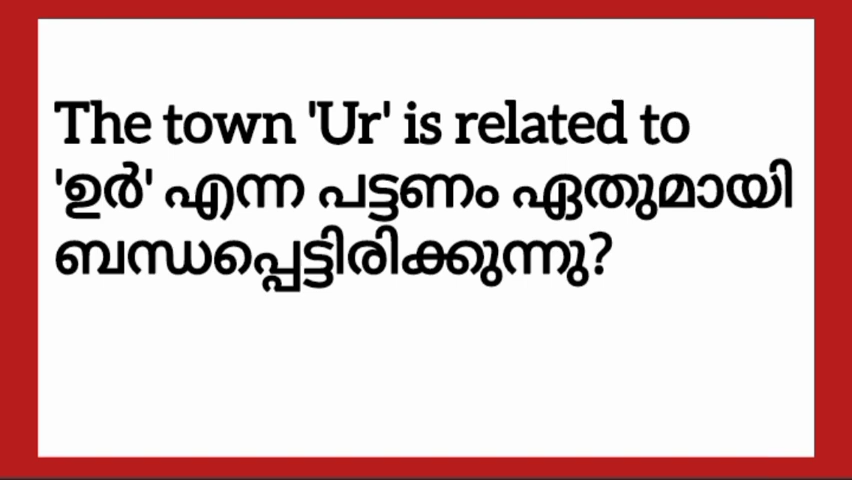 The town 'Ur' is related to
'ഉർ' എന്ന പട്ടണം ഏതുമായി
ബന്ധപ്പെട്ടിരിക്കുന്നു?